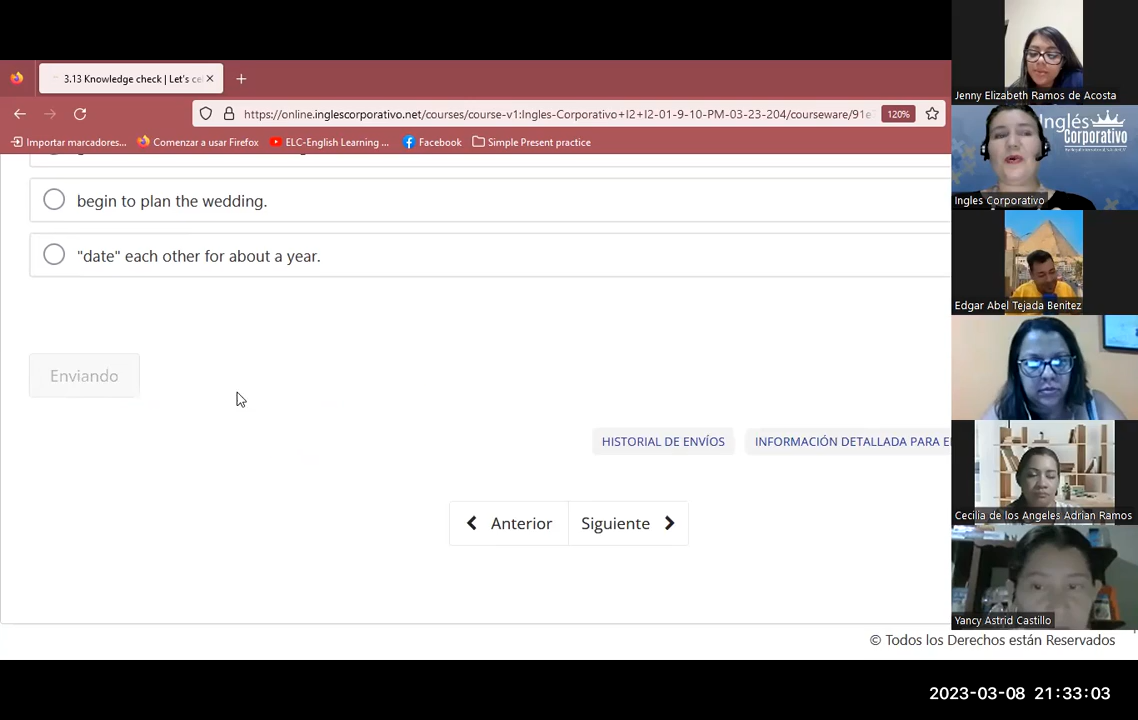 3.13 Knowledge check | Let's ce
https://online.inglescorporativo.net/courses/course-v1:Ingles-Corporativo+I2+I2-01-9-10-PM-03-23-204/courseware/91e
120%
Importar marcadores...
Comenzar a usar Firefox
ELC-English Learning ...
Facebook
Simple Present practice
begin to plan the wedding.
"date" each other for about a year.
Enviando
HISTORIAL DE ENVÍOS
INFORMACIÓN DETALLADA PARA E
Anterior
Siguiente
© Todos los Derechos están Reservados
2023-03-08 21:33:03
Jenny Elizabeth Ramos de Acosta
Inglés
Corporativo
Ingles Corporativo
Edgar Abel Tejada Benitez
Cecilia de los Angeles Adrian Ramos
Yancy Astrid Castillo